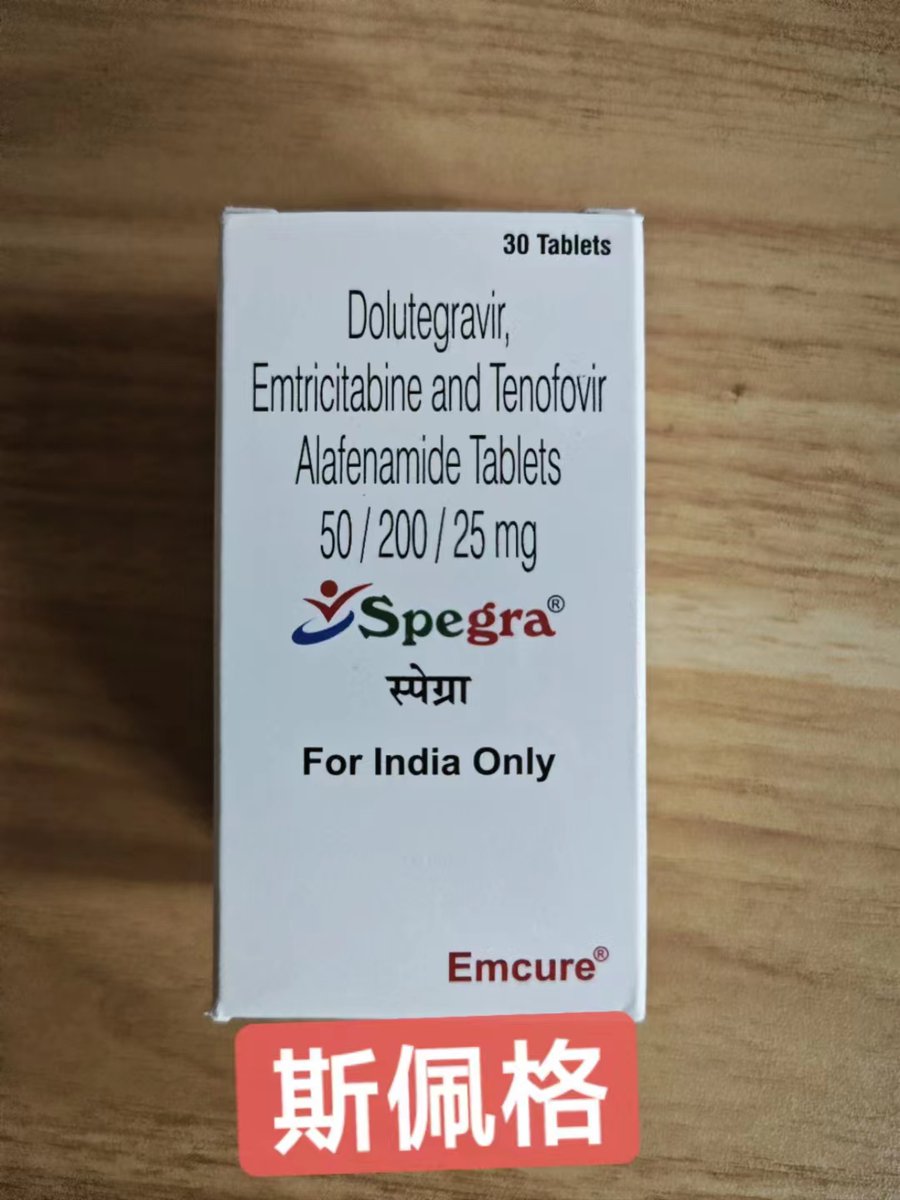 30 Tablets
Dolutegravir,
Emtricitabine and Tenofovir
Alafenamide Tablets
50 / 200 / 25 mg
Spegra®
स्पेग्रा
For India Only
Emcure®
斯佩格